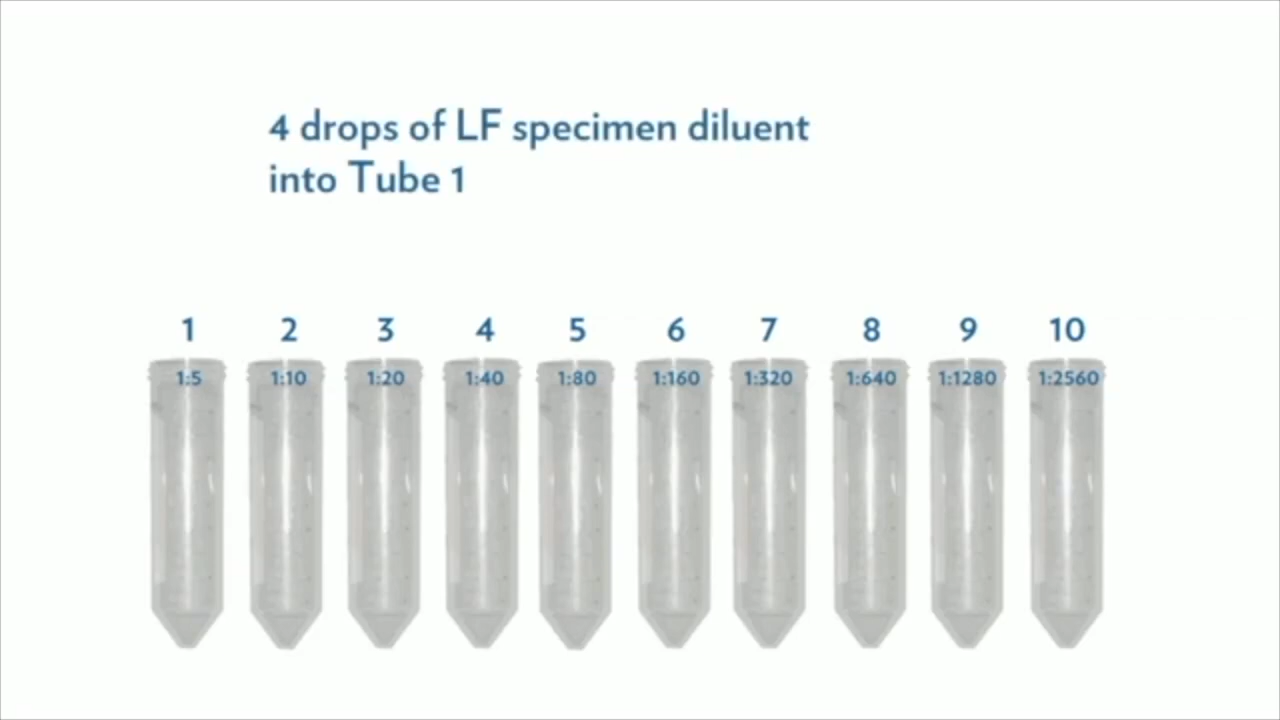 4 drops of LF specimen diluent
into Tube 1
1 2 3 4 5 6 7 8 9 10
1:5 1:10 1:20 1:40 1:80 1:160 1:320 1:640 1:1280 1:2560